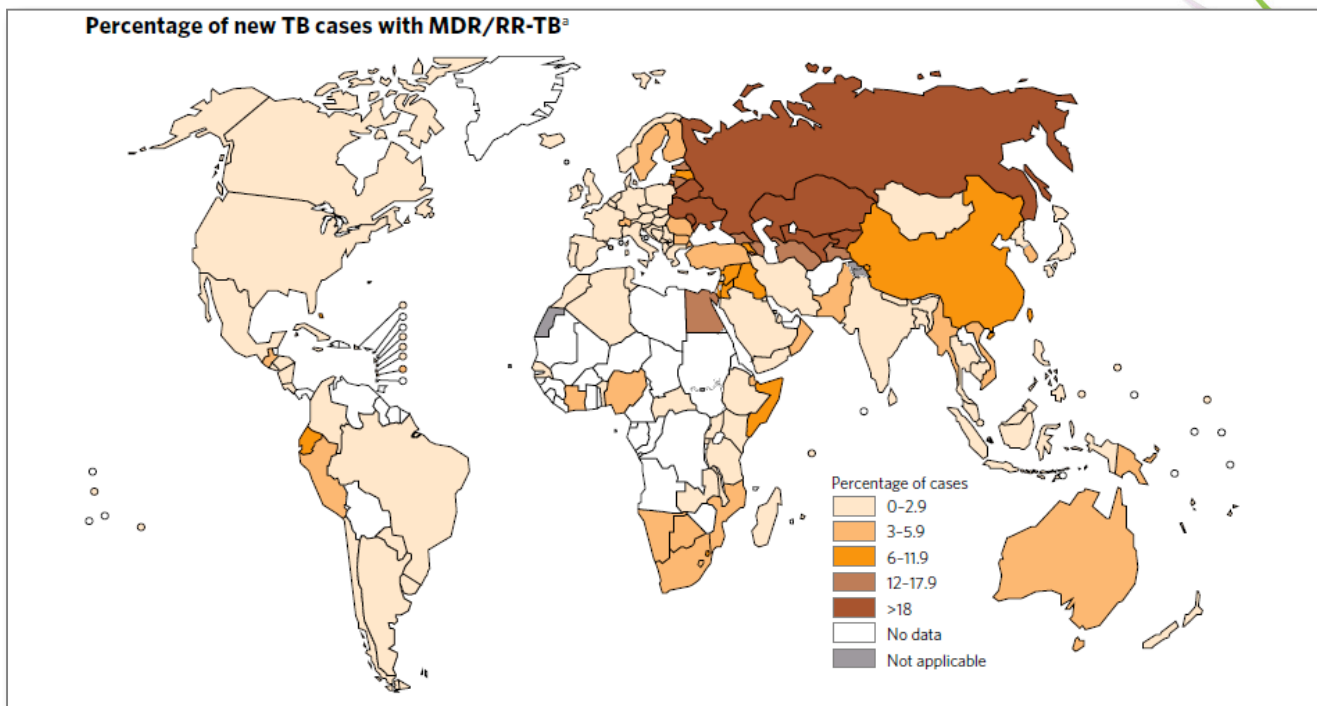 Percentage of new TB cases with MDR/RR-TBᵃ
Percentage of cases
0–2.9
3–5.9
6–11.9
12–17.9
>18
No data
Not applicable